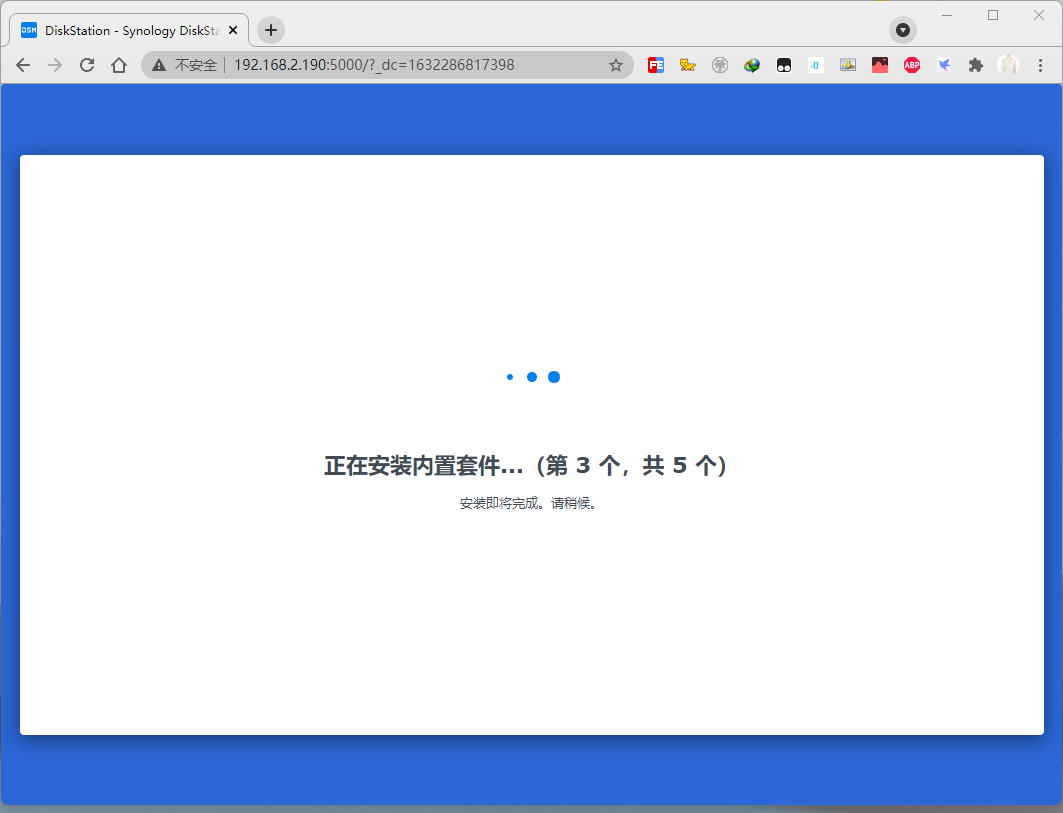 DSM DiskStation - Synology DiskSta
不安全 192.168.2.190:5000/?_dc=1632286817398
ABP
正在安装内置套件...（第 3 个，共 5 个）
安装即将完成。请稍候。